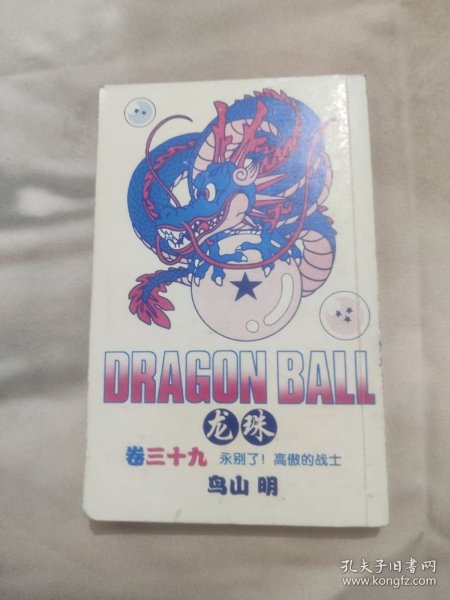 DRAGON BALL
龙珠
卷三十九 永别了！高傲的战士
鸟山 明
孔夫子旧书网
www.kongfz.com